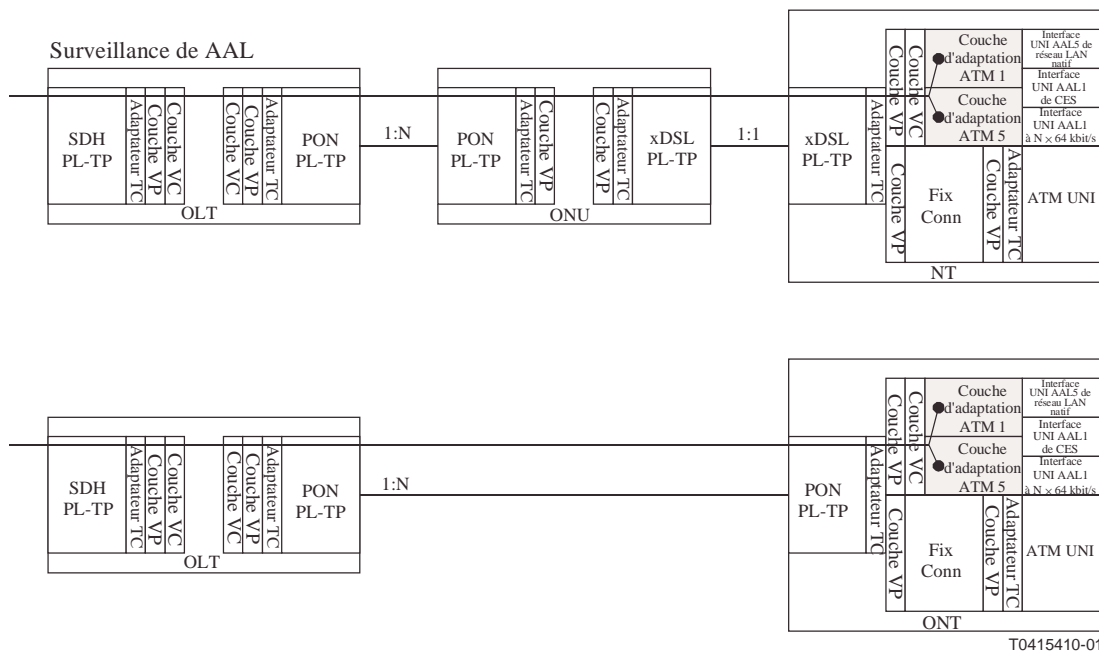 Surveillance de AAL
SDH
PL-TP
Adaptateur TC
Couche VP
Couche VC
Couche VC
Couche VP
Adaptateur TC
PON
PL-TP
OLT
1:N
PON
PL-TP
Adaptateur TC
Couche VP
Couche VP
Adaptateur TC
xDSL
PL-TP
ONU
1:1
xDSL
PL-TP
Adaptateur TC
Couche VP
Couche VC
Couche
d'adaptation
ATM 1
Couche
d'adaptation
ATM 5
Interface
UNI AAL5 de
réseau LAN
natif
Interface
UNI AAL1
de CES
Interface
UNI AAL1
à N × 64 kbit/s
Couche VP
Fix
Conn
Couche VP
Adaptateur TC
ATM UNI
NT
SDH
PL-TP
Adaptateur TC
Couche VP
Couche VC
Couche VC
Couche VP
Adaptateur TC
PON
PL-TP
OLT
1:N
PON
PL-TP
Adaptateur TC
Couche VP
Couche VC
Couche
d'adaptation
ATM 1
Couche
d'adaptation
ATM 5
Interface
UNI AAL5 de
réseau LAN
natif
Interface
UNI AAL1
de CES
Interface
UNI AAL1
à N × 64 kbit/s
Couche VP
Fix
Conn
Couche VP
Adaptateur TC
ATM UNI
ONT
T0415410-01